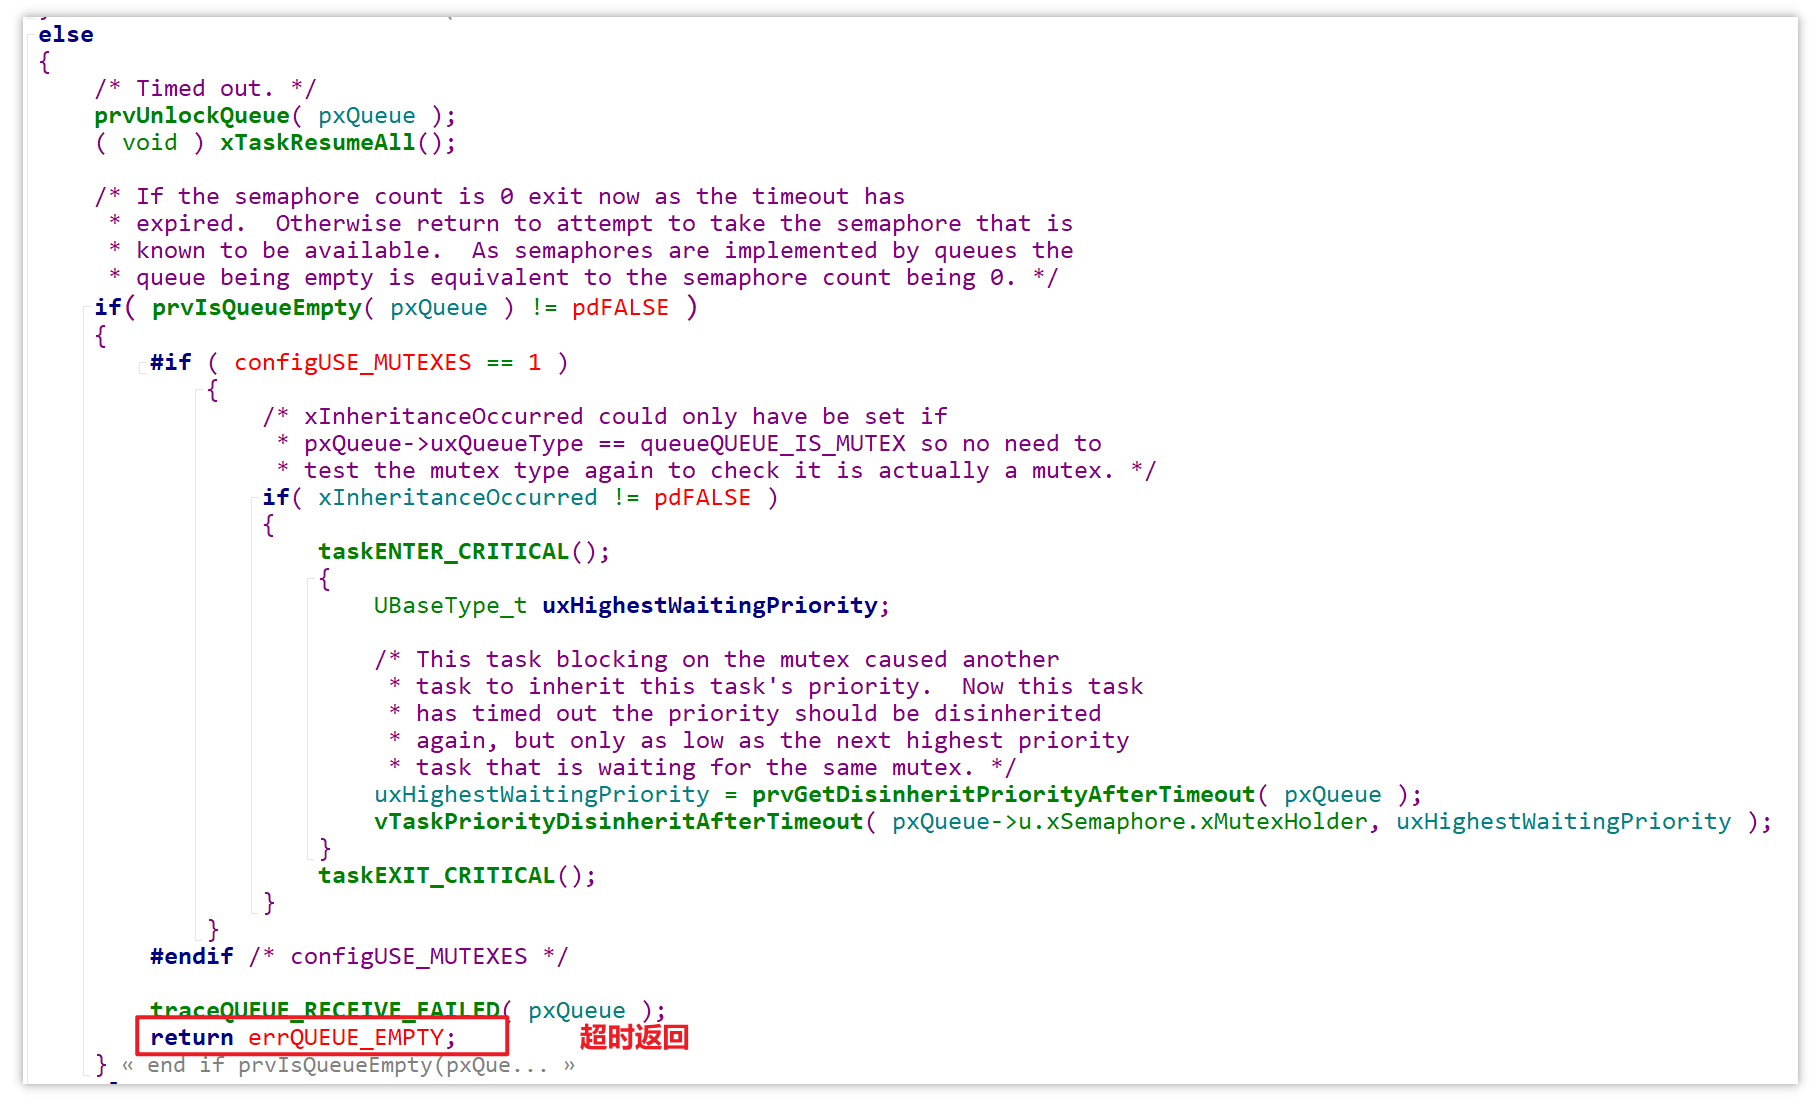 else
{
/* Timed out. */
prvUnlockQueue( pxQueue );
( void ) xTaskResumeAll();
/* If the semaphore count is 0 exit now as the timeout has
* expired.  Otherwise return to attempt to take the semaphore that is
* known to be available.  As semaphores are implemented by queues the
* queue being empty is equivalent to the semaphore count being 0. */
if( prvIsQueueEmpty( pxQueue ) != pdFALSE )
{
#if ( configUSE_MUTEXES == 1 )
{
/* xInheritanceOccurred could only have be set if
* pxQueue->uxQueueType == queueQUEUE_IS_MUTEX so no need to
* test the mutex type again to check it is actually a mutex. */
if( xInheritanceOccurred != pdFALSE )
{
taskENTER_CRITICAL();
{
UBaseType_t uxHighestWaitingPriority;
/* This task blocking on the mutex caused another
* task to inherit this task's priority.  Now this task
* has timed out the priority should be disinherited
* again, but only as low as the next highest priority
* task that is waiting for the same mutex. */
uxHighestWaitingPriority = prvGetDisinheritPriorityAfterTimeout( pxQueue );
vTaskPriorityDisinheritAfterTimeout( pxQueue->u.xSemaphore.xMutexHolder, uxHighestWaitingPriority );
}
taskEXIT_CRITICAL();
}
}
#endif /* configUSE_MUTEXES */
traceQUEUE_RECEIVE_FAILED( pxQueue );
return errQUEUE_EMPTY; 超时返回
} « end if prvIsQueueEmpty(pxQue... »